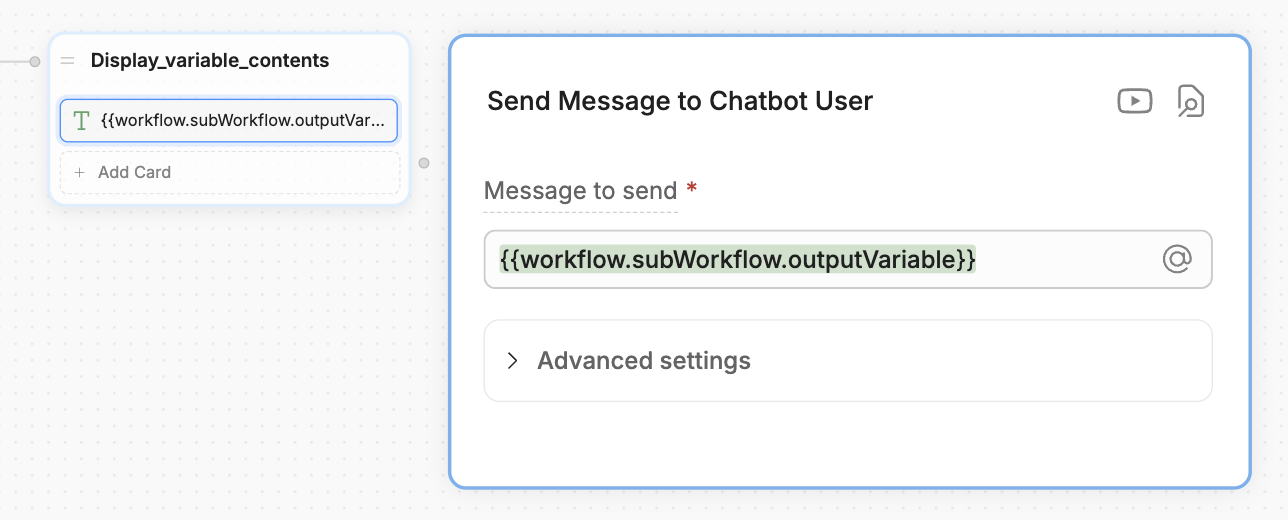 Display_variable_contents
{{workflow.subWorkflow.outputVar...
+ Add Card
Send Message to Chatbot User
Message to send *
{{workflow.subWorkflow.outputVariable}}
Advanced settings